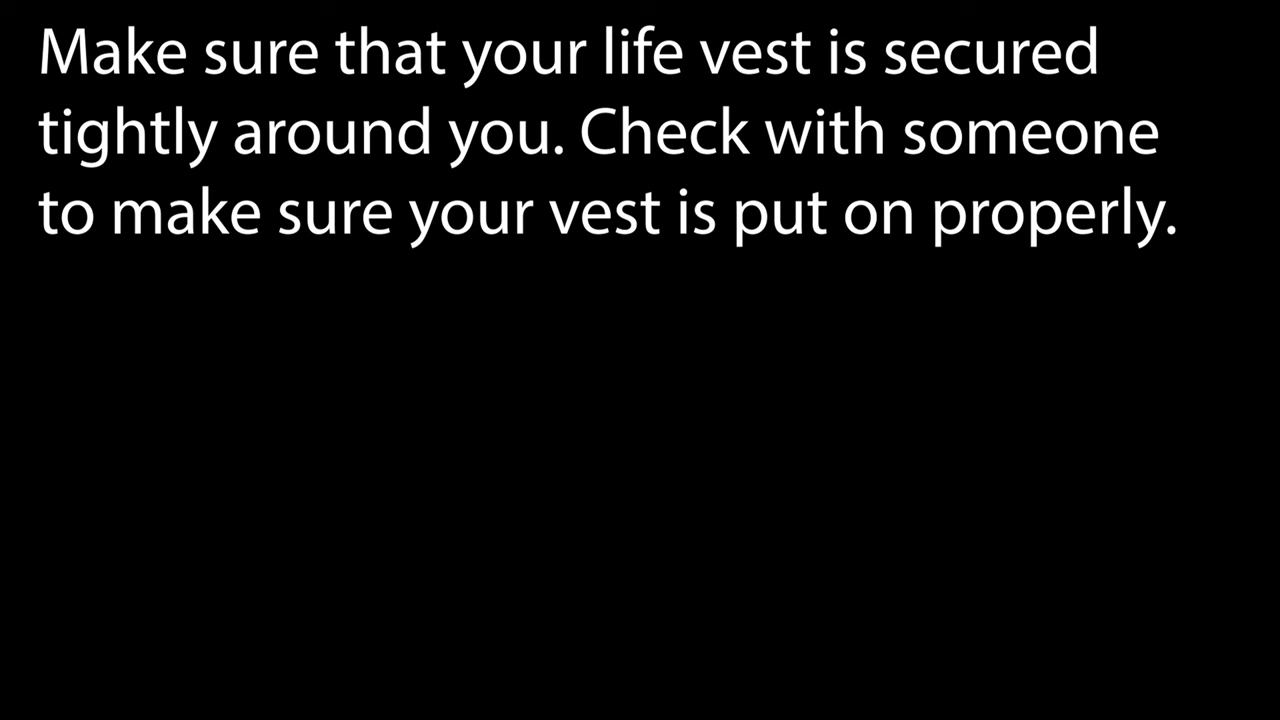 Make sure that your life vest is secured
tightly around you. Check with someone
to make sure your vest is put on properly.